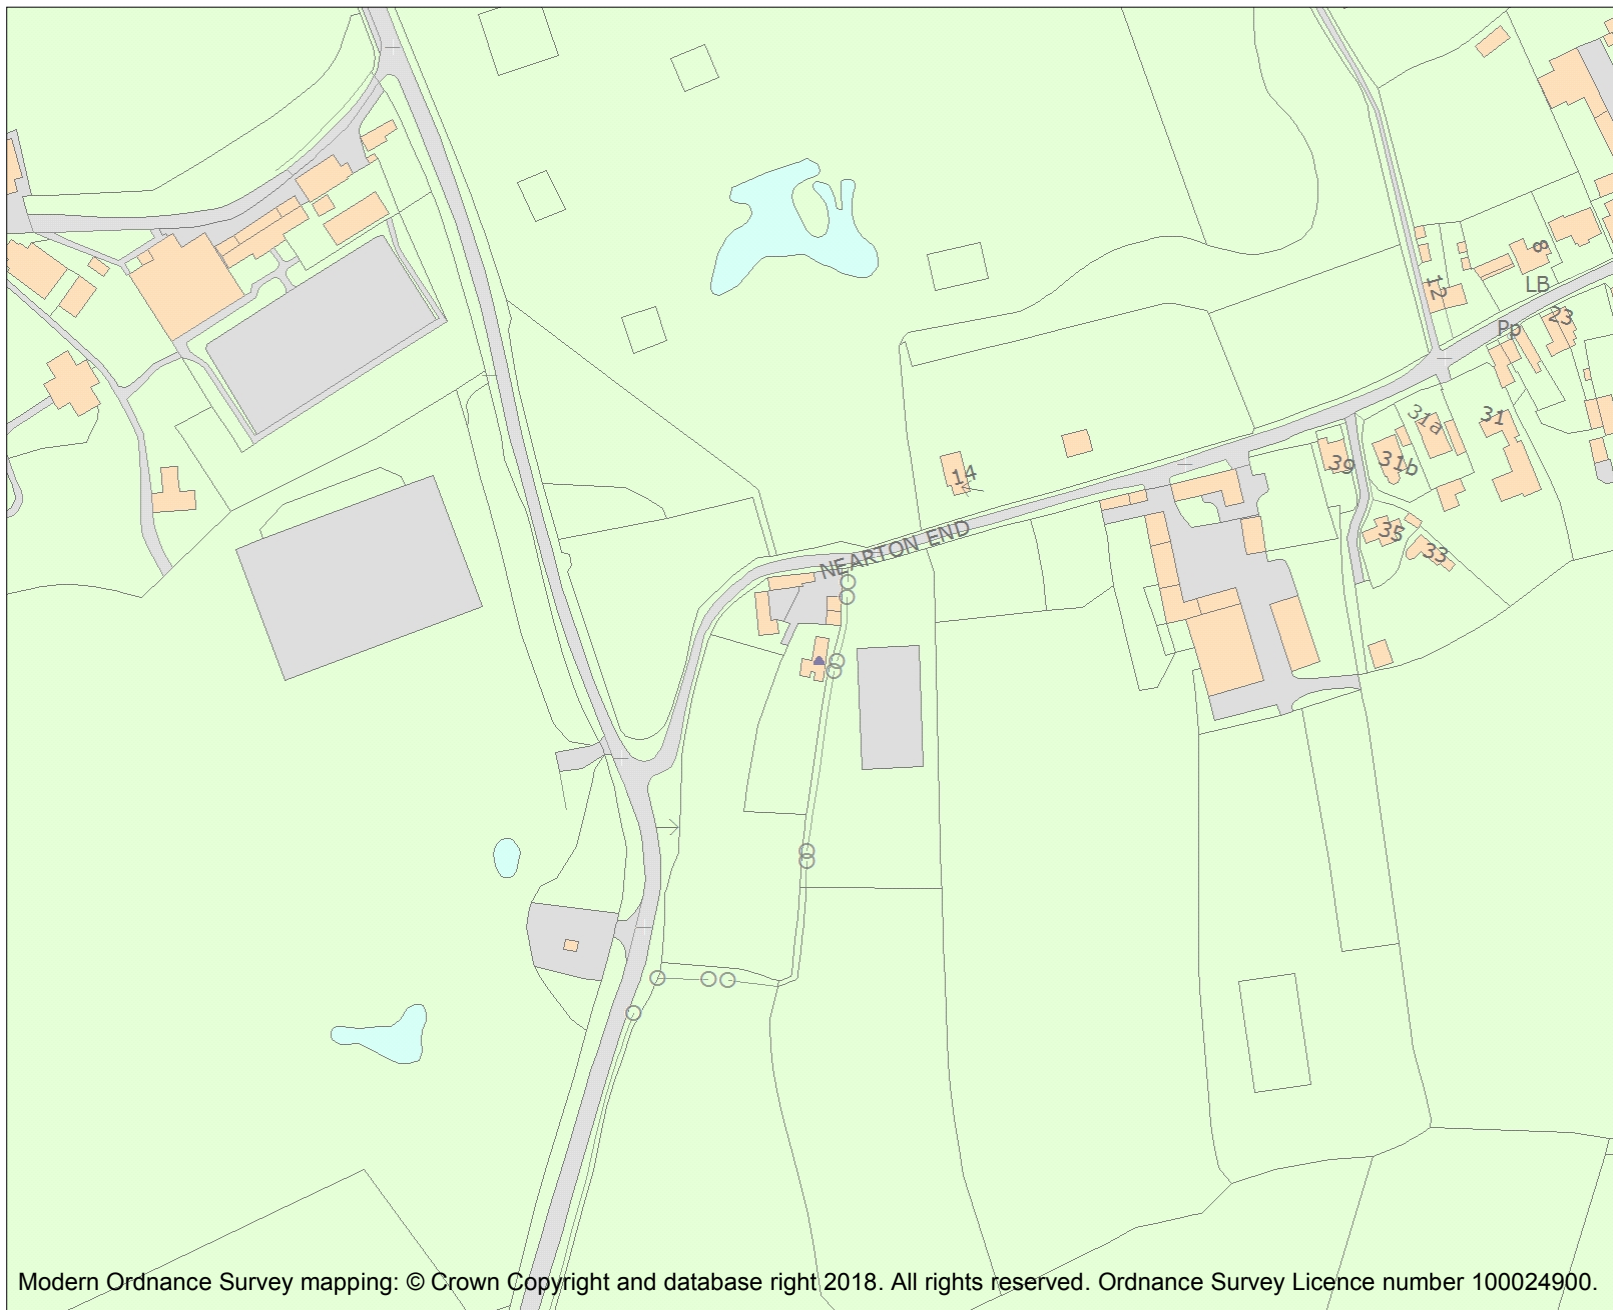 8
LB
12
23
Pp
31a
31
14
39
31b
NEARTON END
35
33
Modern Ordnance Survey mapping: © Crown Copyright and database right 2018. All rights reserved. Ordnance Survey Licence number 100024900.